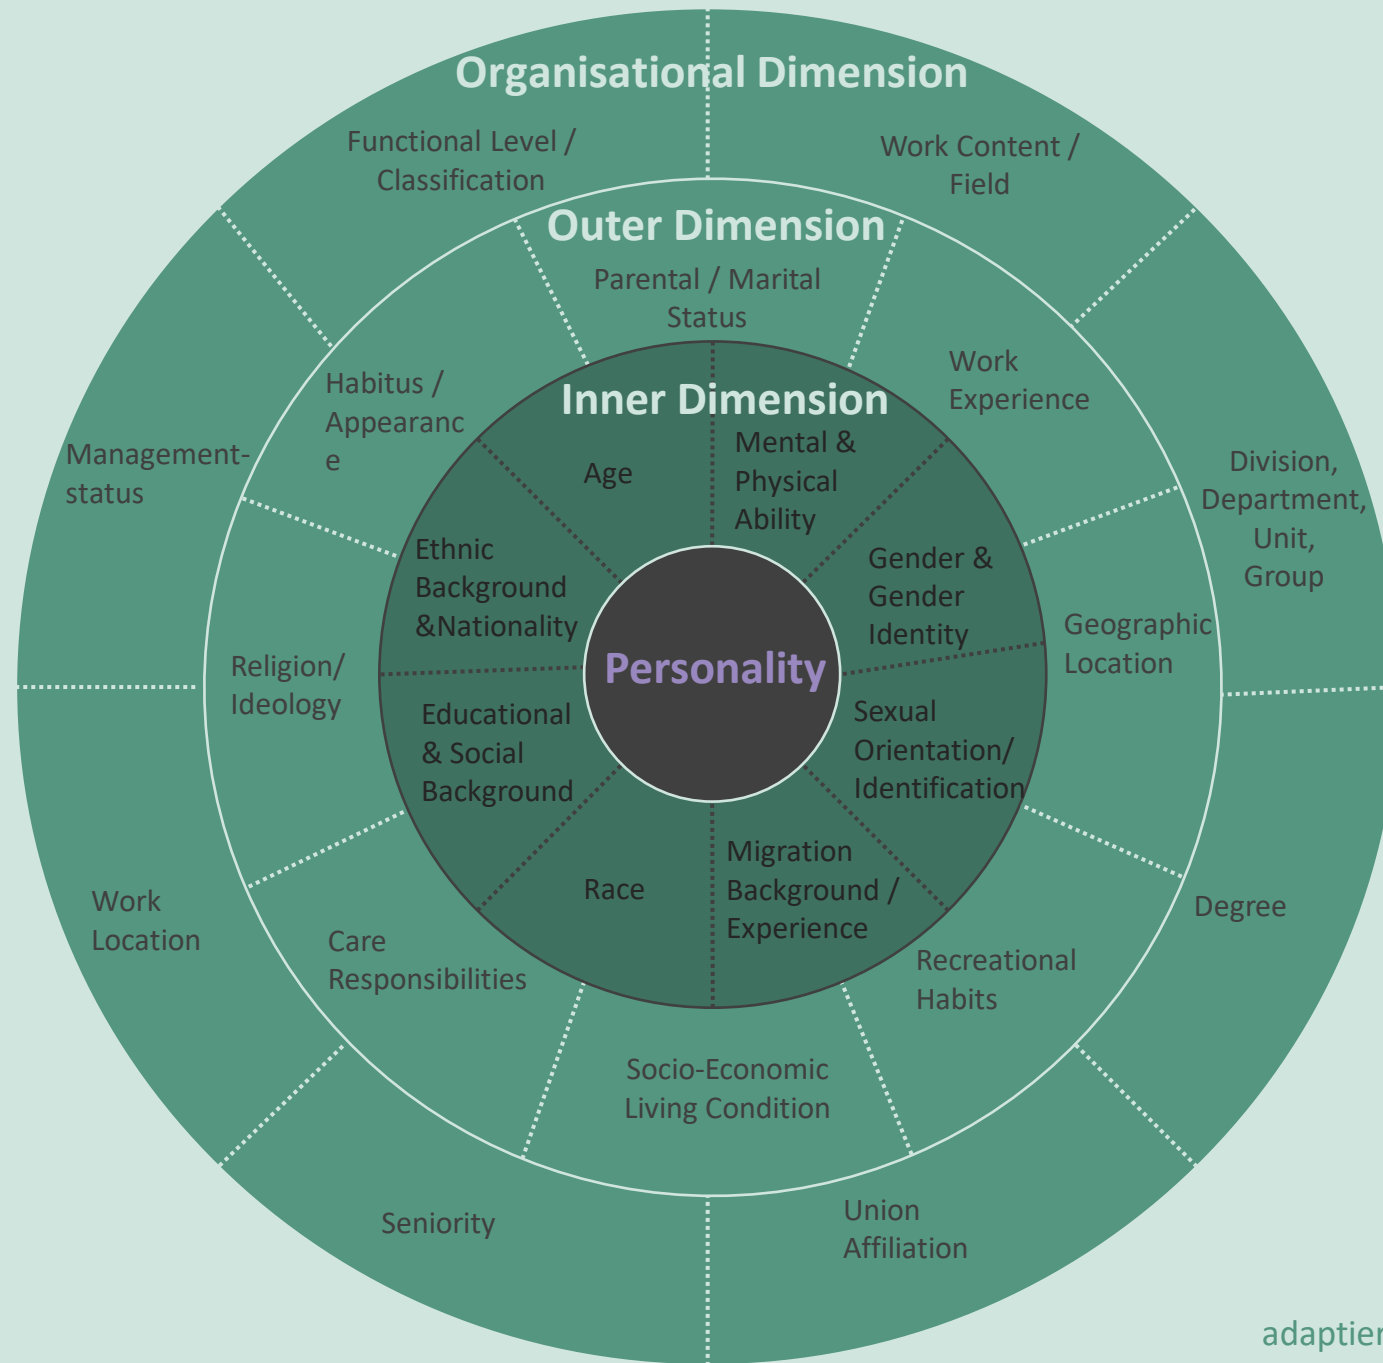 Organisational Dimension
Functional Level /
Classification
Work Content /
Field
Division,
Department,
Unit,
Group
Degree
Union
Affiliation
Seniority
Work
Location
Management-
status
Outer Dimension
Parental / Marital
Status
Work
Experience
Geographic
Location
Recreational
Habits
Socio-Economic
Living Condition
Care
Responsibilities
Religion/
Ideology
Habitus /
Appearanc
e
Inner Dimension
Age
Mental &
Physical
Ability
Gender &
Gender
Identity
Sexual
Orientation/
Identification
Migration
Background /
Experience
Race
Educational
& Social
Background
Ethnic
Background
&Nationality
Personality
adaptier